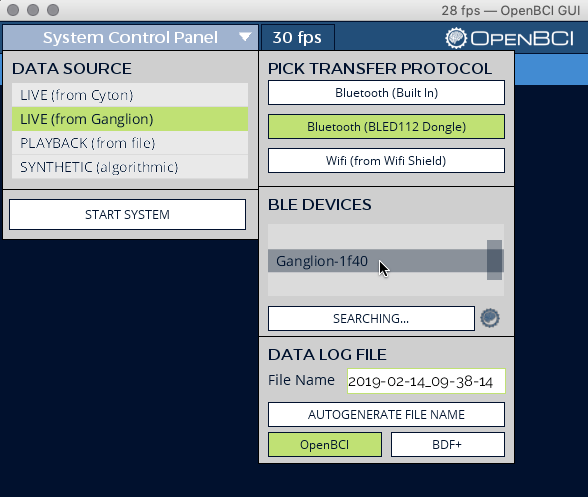 28 fps — OpenBCI GUI
System Control Panel
30 fps
OPENBCI
DATA SOURCE
LIVE (from Cyton)
LIVE (from Ganglion)
PLAYBACK (from file)
SYNTHETIC (algorithmic)
START SYSTEM
PICK TRANSFER PROTOCOL
Bluetooth (Built In)
Bluetooth (BLED112 Dongle)
Wifi (from Wifi Shield)
BLE DEVICES
Ganglion-1f40
SEARCHING...
DATA LOG FILE
File Name 2019-02-14_09-38-14
AUTOGENERATE FILE NAME
OpenBCI
BDF+